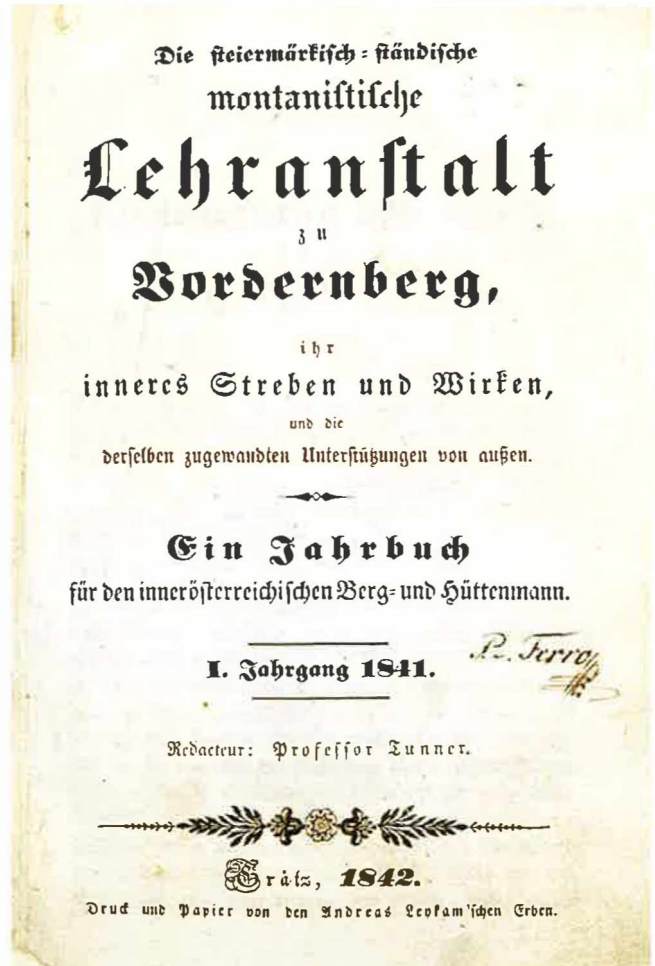 Die steiermärkisch-ständische
montanistische
Lehranstalt
zu
Vordernberg,
ihr
inneres Streben und Wirken,
und die
derselben zugewandten Unterstützungen von außen.
Ein Jahrbuch
für den innerösterreichischen Berg- und Hüttenmann.
I. Jahrgang 1841.
Ferro
Redacteur: Professor Tunner.
Grätz, 1842.
Druck und Papier von den Andreas Leykam'schen Erben.